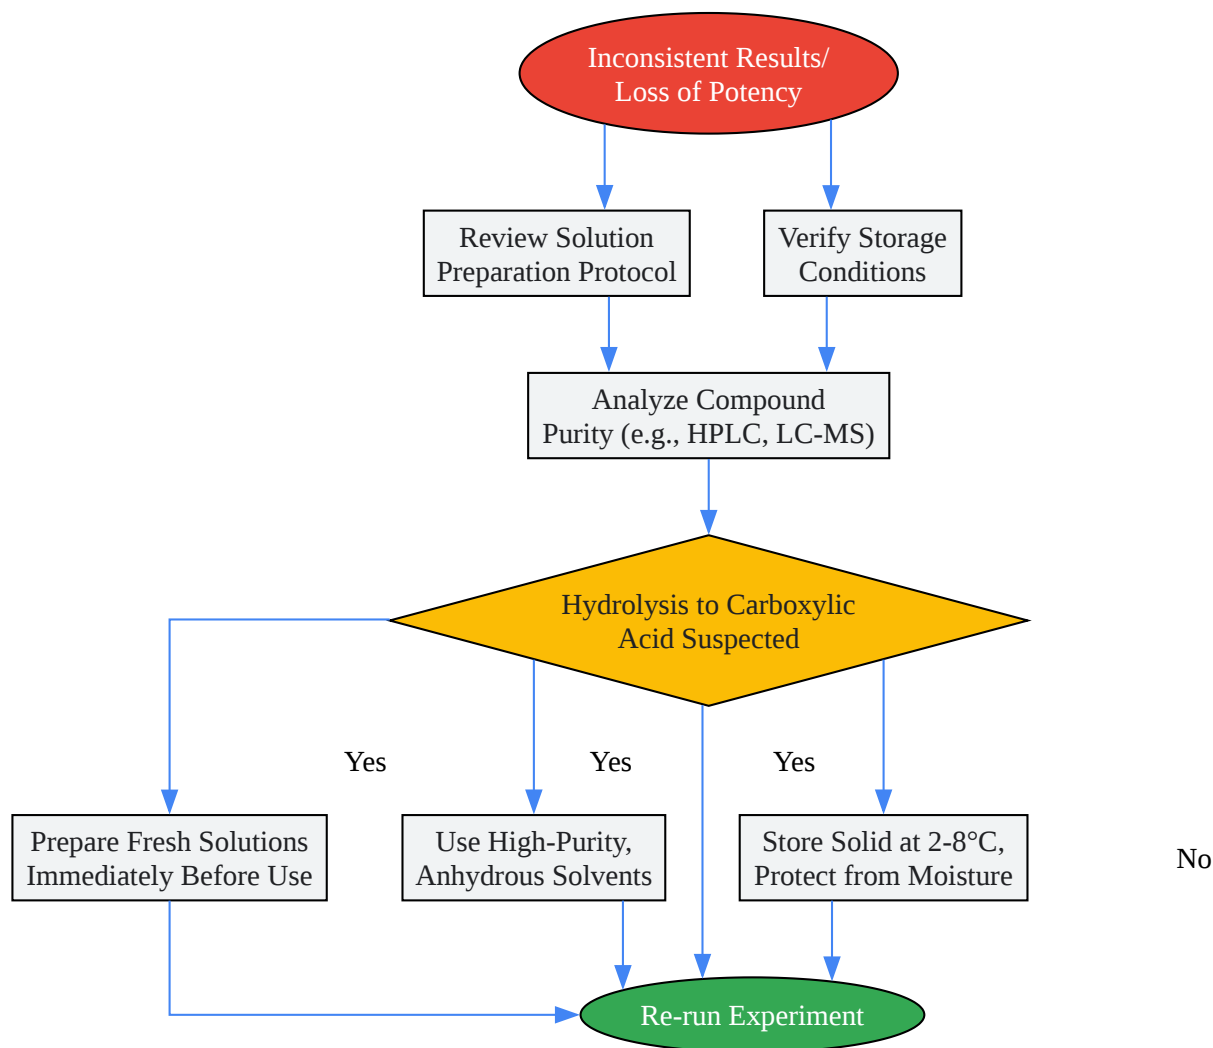 Inconsistent Results/
Loss of Potency
Review Solution
Preparation Protocol
Verify Storage
Conditions
Analyze Compound
Purity (e.g., HPLC, LC-MS)
Hydrolysis to Carboxylic
Acid Suspected
Yes
Yes
Yes
Prepare Fresh Solutions
Immediately Before Use
Use High-Purity,
Anhydrous Solvents
Store Solid at 2-8°C,
Protect from Moisture
No
Re-run Experiment